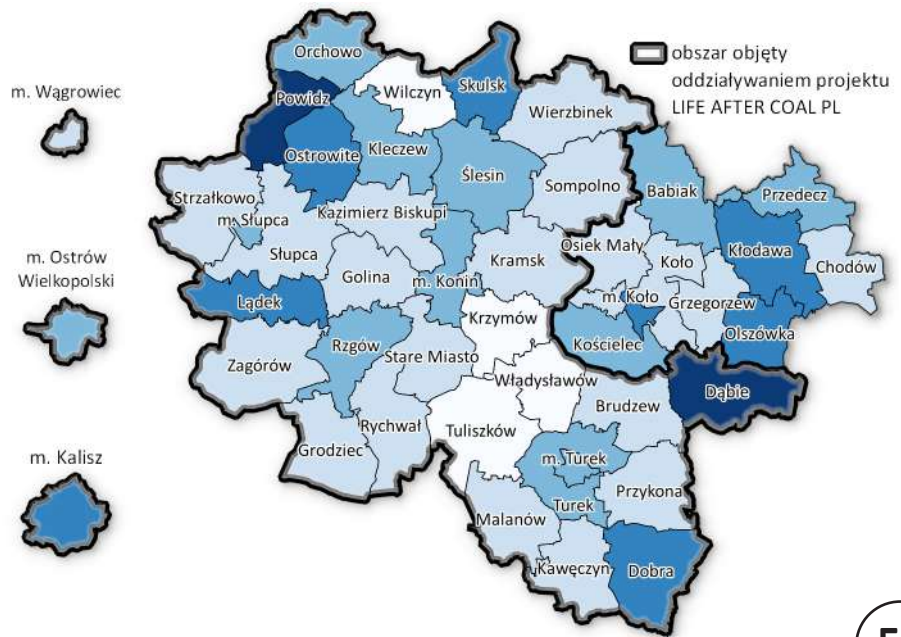 Orchowo
obszar objęty
oddziaływaniem projektu
LIFE AFTER COAL PL
m. Wągrowiec
Powidz
Wilczyn
Skulsk
Wierzbinek
Ostrowite
Kleczew
Ślesin
Sompolno
Babiak
Przedecz
Strzałkowo
m. Słupca
Kazimierz Biskupi
Słupca
Osiek Mały
Koło
Kłodawa
Chodów
m. Ostrów
Wielkopolski
Golina
m. Konin
Kramsk
Lądek
m. Koło
Grzegorzew
Krzymów
Olszówka
Kościelec
Zagórów
Rzgów
Stare Miasto
Władysławów
Dąbie
Brudzew
Grodziec
Rychwał
Tuliszków
m. Kalisz
m. Turek
Przykona
Malanów
Turek
Kawęczyn
Dobra